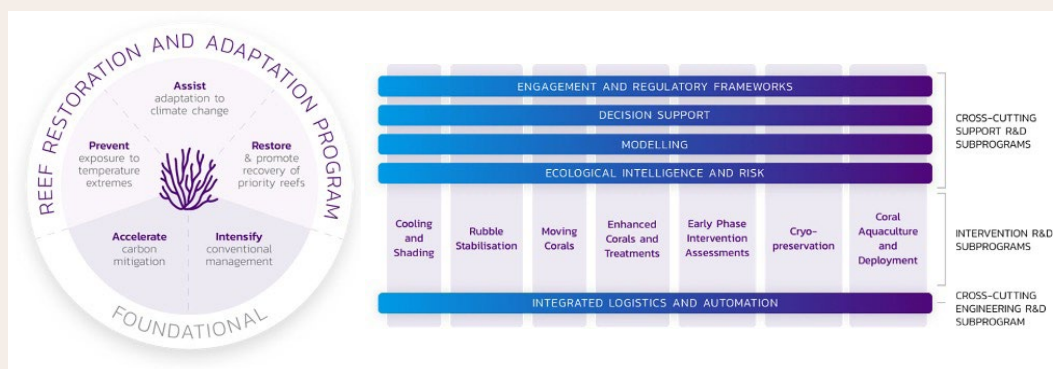 REEF RESTORATION AND ADAPTATION PROGRAM
Assist
adaptation to
climate change
Prevent
exposure to
temperature
extremes
Restore
& promote
recovery of
priority reefs
Accelerate
carbon
mitigation
Intensify
conventional
management
FOUNDATIONAL
ENGAGEMENT AND REGULATORY FRAMEWORKS
DECISION SUPPORT
MODELLING
ECOLOGICAL INTELLIGENCE AND RISK
CROSS-CUTTING
SUPPORT R&D
SUBPROGRAMS
Cooling
and
Shading
Rubble
Stabilisation
Moving
Corals
Enhanced
Corals and
Treatments
Early Phase
Intervention
Assessments
Cryo-
preservation
Coral
Aquaculture
and
Deployment
INTERVENTION R&D
SUBPROGRAMS
INTEGRATED LOGISTICS AND AUTOMATION
CROSS-CUTTING
ENGINEERING R&D
SUBPROGRAM